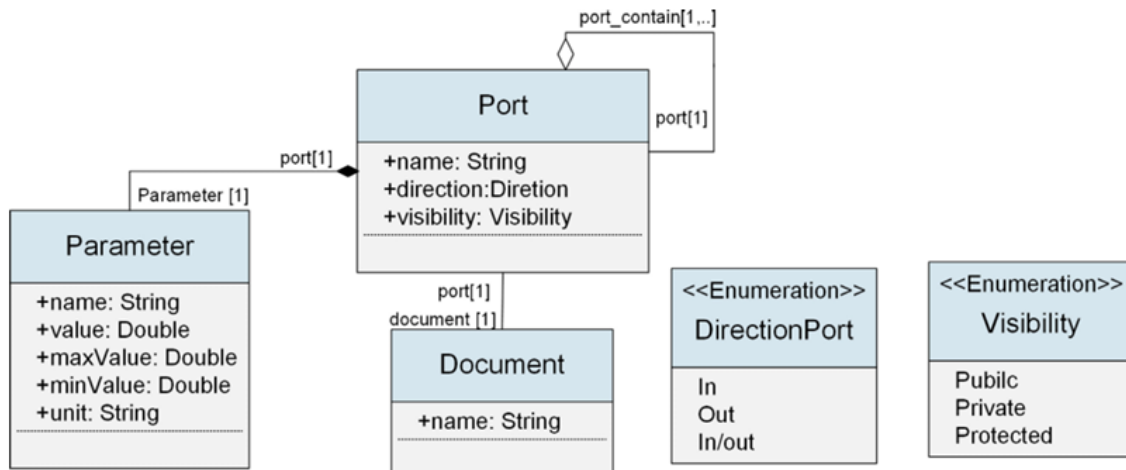 port_contain[1,..]
Port
port[1]
+name: String
+direction:Diretion
+visibility: Visibility
port[1]
Parameter [1]
Parameter
+name: String
+value: Double
+maxValue: Double
+minValue: Double
+unit: String
port[1]
document [1]
Document
+name: String
<<Enumeration>>
DirectionPort
In
Out
In/out
<<Enumeration>>
Visibility
Pubilc
Private
Protected